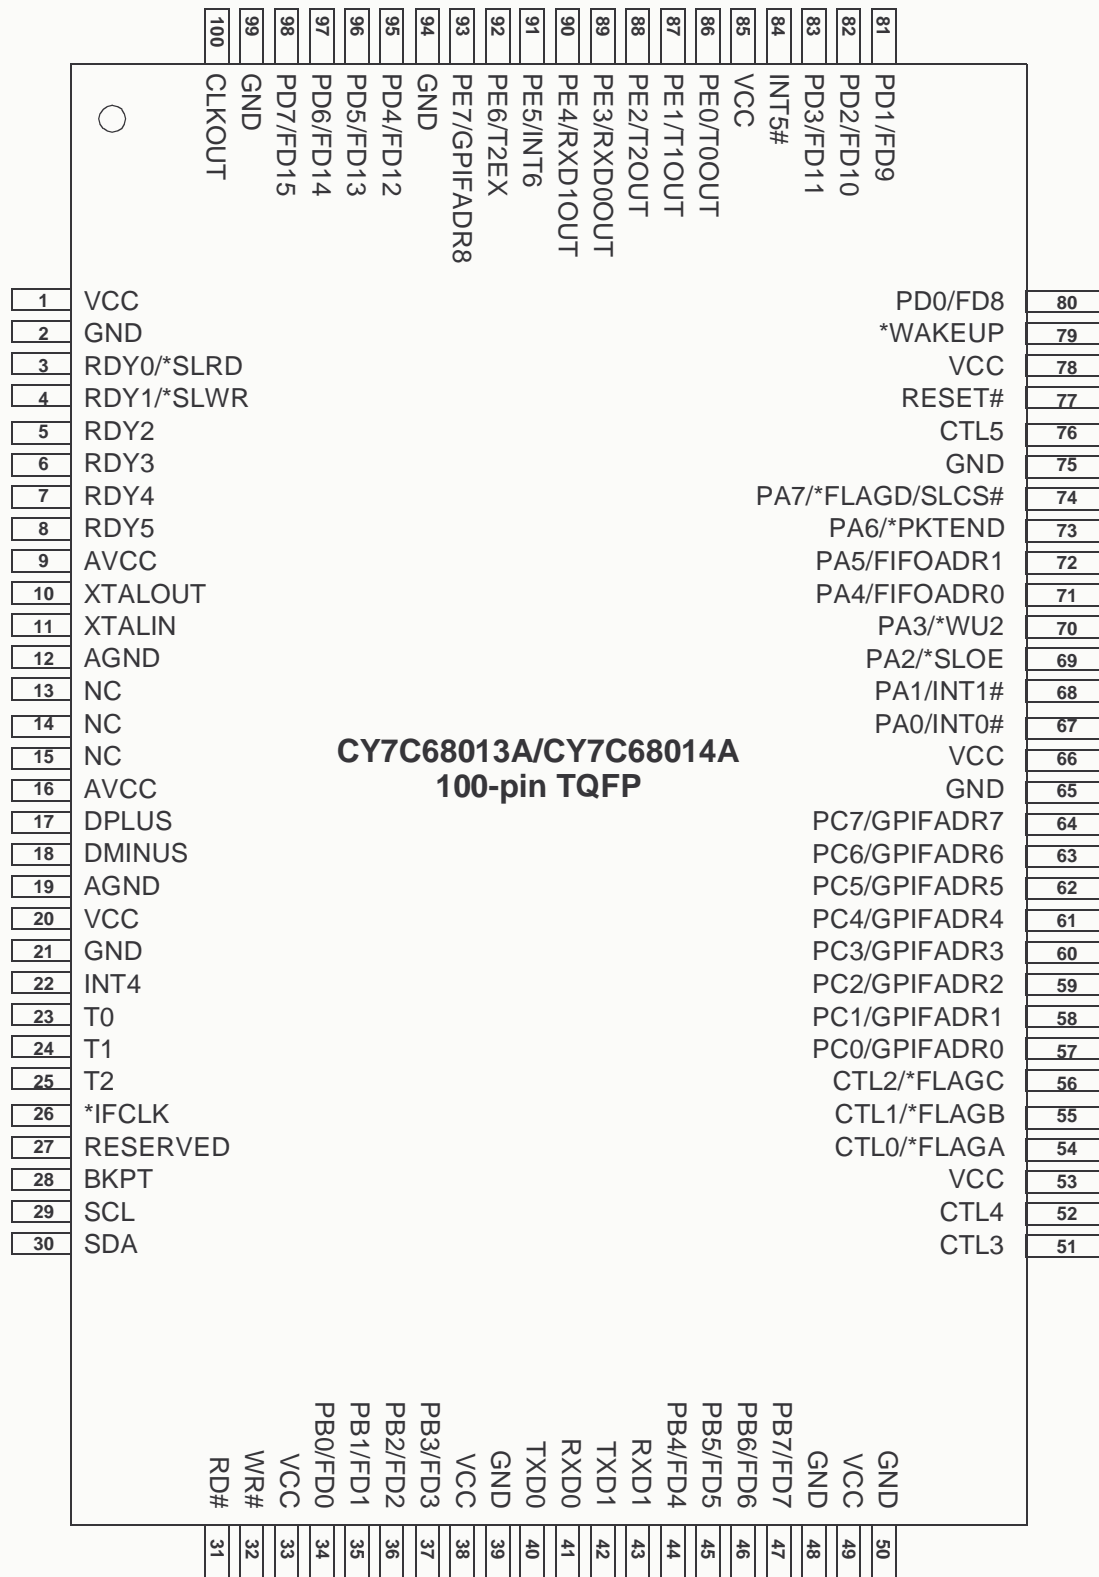 100 99 98 97 96 95 94 93 92 91 90 89 88 87 86 85 84 83 82 81
CLKOUT
GND
PD7/FD15
PD6/FD14
PD5/FD13
PD4/FD12
GND
PE7/GPIFADR8
PE6/T2EX
PE5/INT6
PE4/RXD1OUT
PE3/RXD0OUT
PE2/T2OUT
PE1/T1OUT
PE0/T0OUT
VCC
INT5#
PD3/FD11
PD2/FD10
PD1/FD9
1 VCC PD0/FD8 80
2 GND *WAKEUP 79
3 RDY0/*SLRD VCC 78
4 RDY1/*SLWR RESET# 77
5 RDY2 CTL5 76
6 RDY3 GND 75
7 RDY4 PA7/*FLAGD/SLCS# 74
8 RDY5 PA6/*PKTEND 73
9 AVCC PA5/FIFOADR1 72
10 XTALOUT PA4/FIFOADR0 71
11 XTALIN PA3/*WU2 70
12 AGND PA2/*SLOE 69
13 NC PA1/INT1# 68
14 NC PA0/INT0# 67
15 NC VCC 66
CY7C68013A/CY7C68014A
100-pin TQFP
16 AVCC GND 65
17 DPLUS PC7/GPIFADR7 64
18 DMINUS PC6/GPIFADR6 63
19 AGND PC5/GPIFADR5 62
20 VCC PC4/GPIFADR4 61
21 GND PC3/GPIFADR3 60
22 INT4 PC2/GPIFADR2 59
23 T0 PC1/GPIFADR1 58
24 T1 PC0/GPIFADR0 57
25 T2 CTL2/*FLAGC 56
26 *IFCLK CTL1/*FLAGB 55
27 RESERVED CTL0/*FLAGA 54
28 BKPT VCC 53
29 SCL CTL4 52
30 SDA CTL3 51
RD#
WR#
VCC
PB0/FD0
PB1/FD1
PB2/FD2
PB3/FD3
VCC
GND
TXD0
RXD0
TXD1
RXD1
PB4/FD4
PB5/FD5
PB6/FD6
PB7/FD7
GND
VCC
GND
31 32 33 34 35 36 37 38 39 40 41 42 43 44 45 46 47 48 49 50